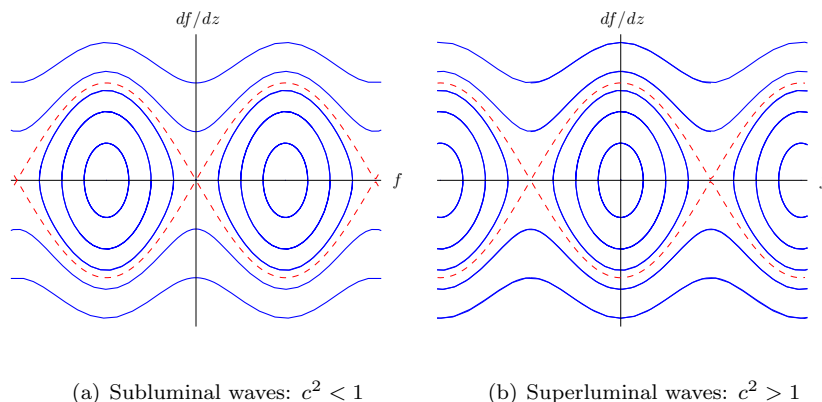 df/dz
df/dz
f
(a) Subluminal waves: c² < 1
(b) Superluminal waves: c² > 1